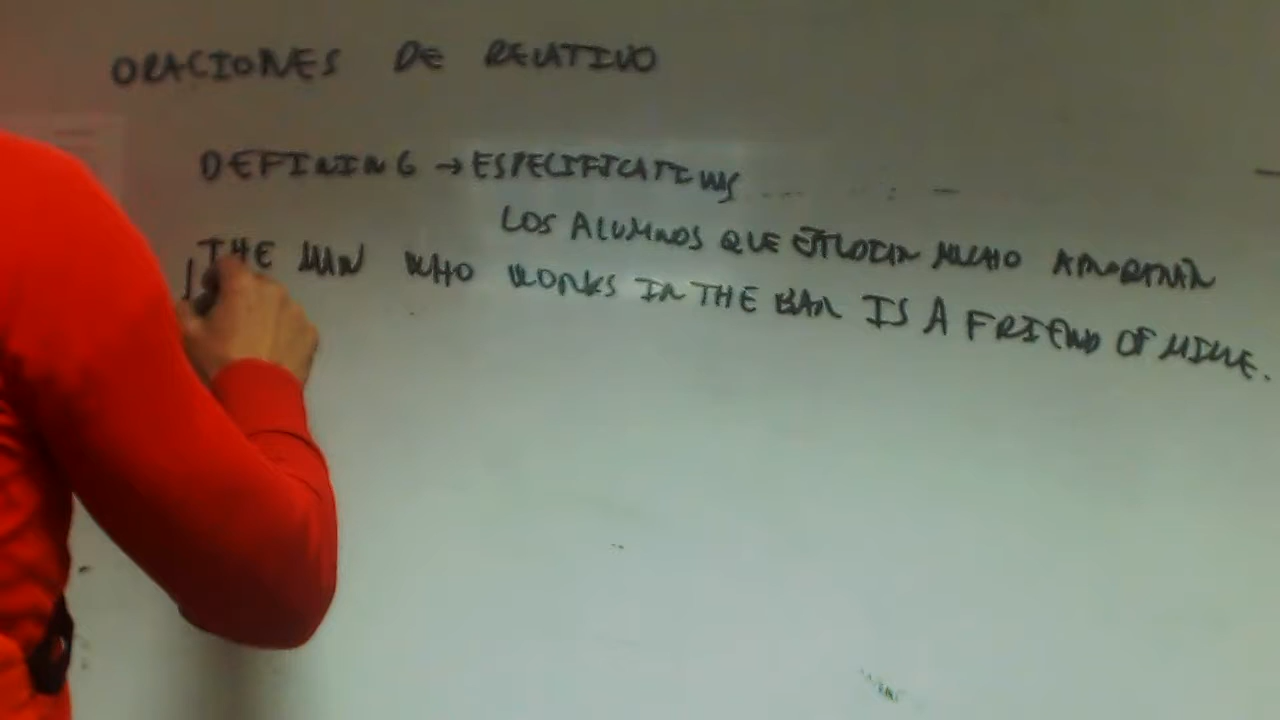 ORACIONES DE RELATIVO
DEFINING → ESPECIFICATIVAS
LOS ALUMNOS QUE ESTUDIAN MUCHO APROBARÁN
THE MAN WHO WORKS IN THE BAR IS A FRIEND OF MINE.